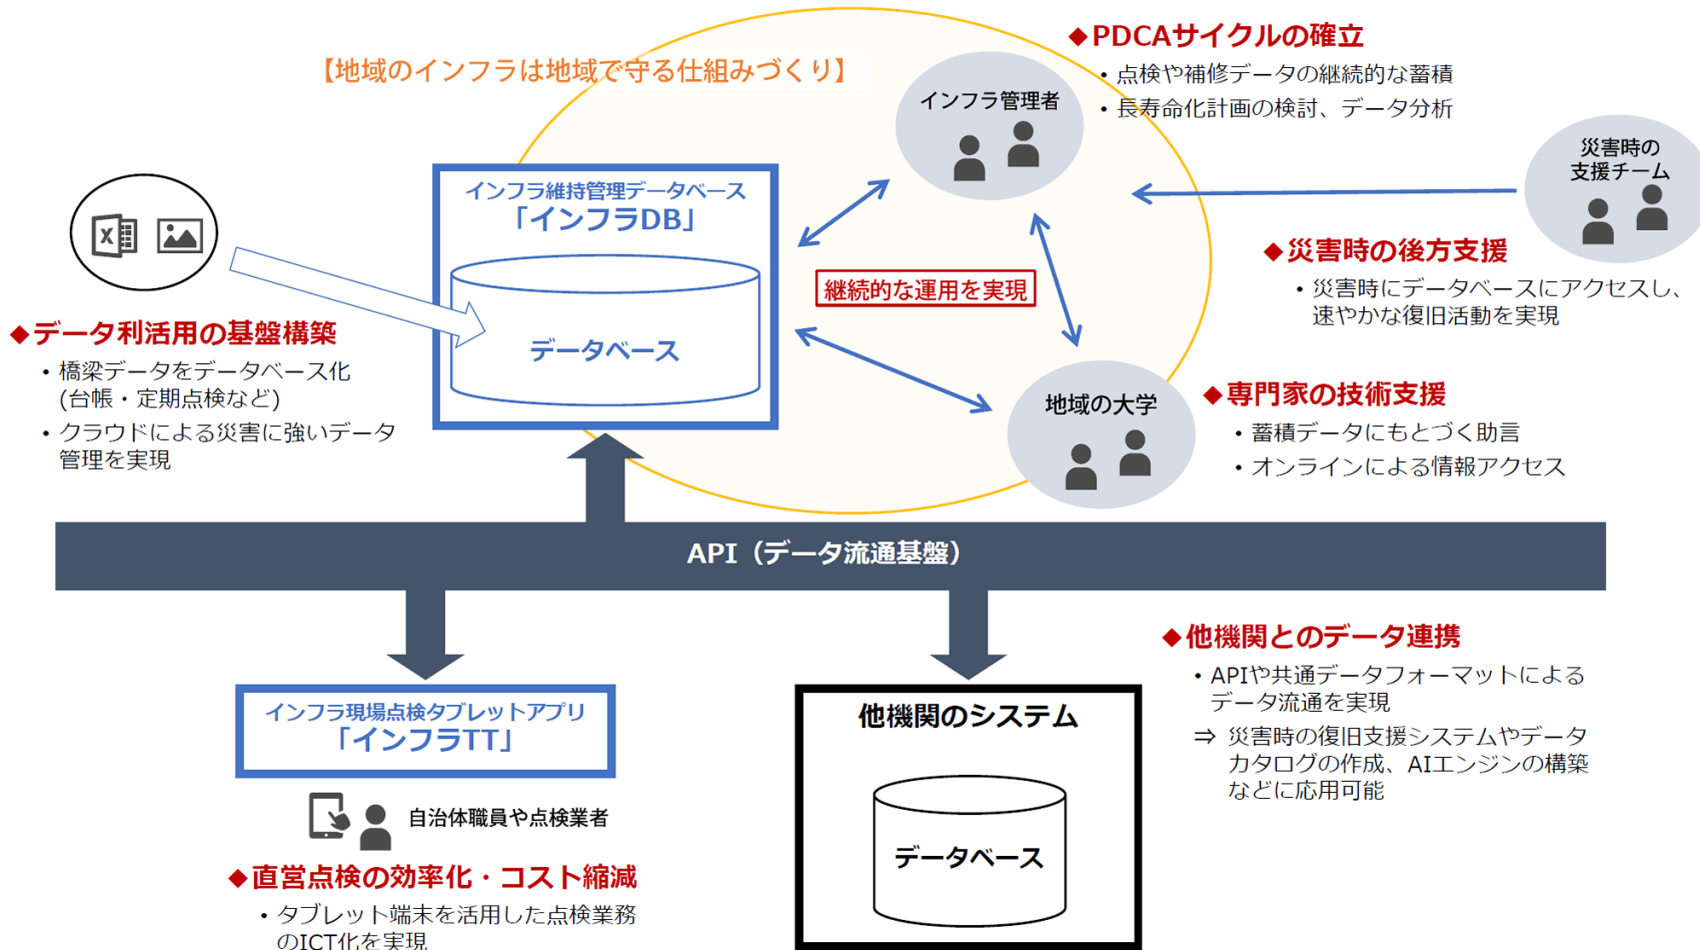 【地域のインフラは地域で守る仕組みづくり】
◆PDCAサイクルの確立
・点検や補修データの継続的な蓄積
・長寿命化計画の検討、データ分析
インフラ管理者
災害時の
支援チーム
インフラ維持管理データベース
「インフラDB」
データベース
継続的な運用を実現
◆災害時の後方支援
・災害時にデータベースにアクセスし、
速やかな復旧活動を実現
◆データ利活用の基盤構築
・橋梁データをデータベース化
(台帳・定期点検など)
・クラウドによる災害に強いデータ
管理を実現
地域の大学
◆専門家の技術支援
・蓄積データにもとづく助言
・オンラインによる情報アクセス
API（データ流通基盤）
インフラ現場点検タブレットアプリ
「インフラTT」
自治体職員や点検業者
◆直営点検の効率化・コスト縮減
・タブレット端末を活用した点検業務
のICT化を実現
他機関のシステム
データベース
◆他機関とのデータ連携
・APIや共通データフォーマットによる
データ流通を実現
⇒ 災害時の復旧支援システムやデータ
カタログの作成、AIエンジンの構築
などに応用可能